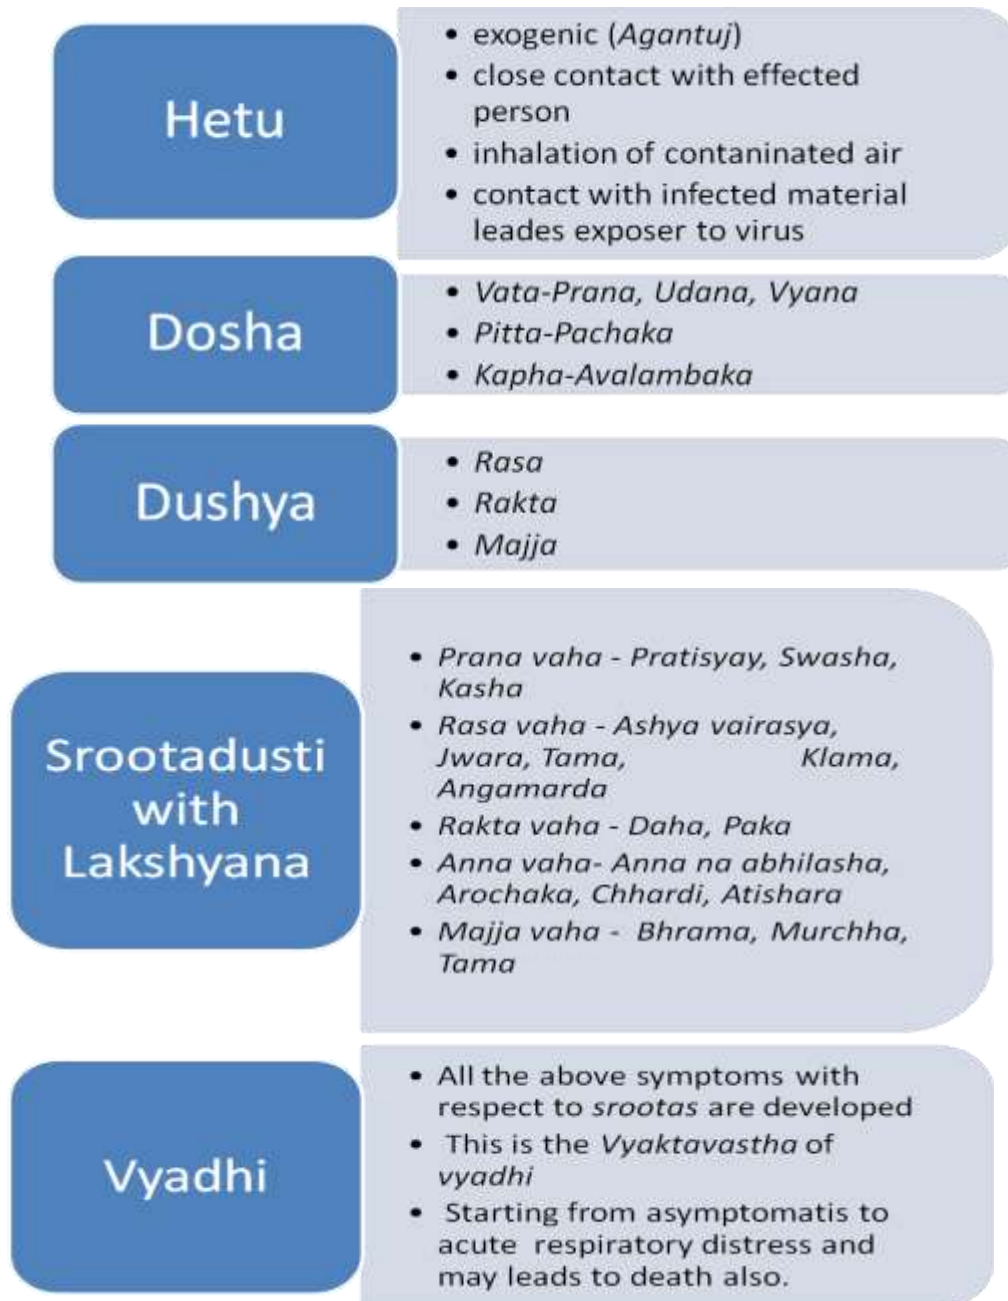 Hetu
• exogenic (Agantuj)
• close contact with effected
person
• inhalation of contaninated air
• contact with infected material
leades exposer to virus
Dosha
• Vata-Prana, Udana, Vyana
• Pitta-Pachaka
• Kapha-Avalambaka
Dushya
• Rasa
• Rakta
• Majja
Srootadusti
with
Lakshyana
• Prana vaha - Pratisyay, Swasha,
Kasha
• Rasa vaha - Ashya vairasya,
Jwara, Tama, Klama,
Angamarda
• Rakta vaha - Daha, Paka
• Anna vaha- Anna na abhilasha,
Arochaka, Chhardi, Atishara
• Majja vaha - Bhrama, Murchha,
Tama
Vyadhi
• All the above symptoms with
respect to srootas are developed
• This is the Vyaktavastha of
vyadhi
• Starting from asymptomatis to
acute respiratory distress and
may leads to death also.